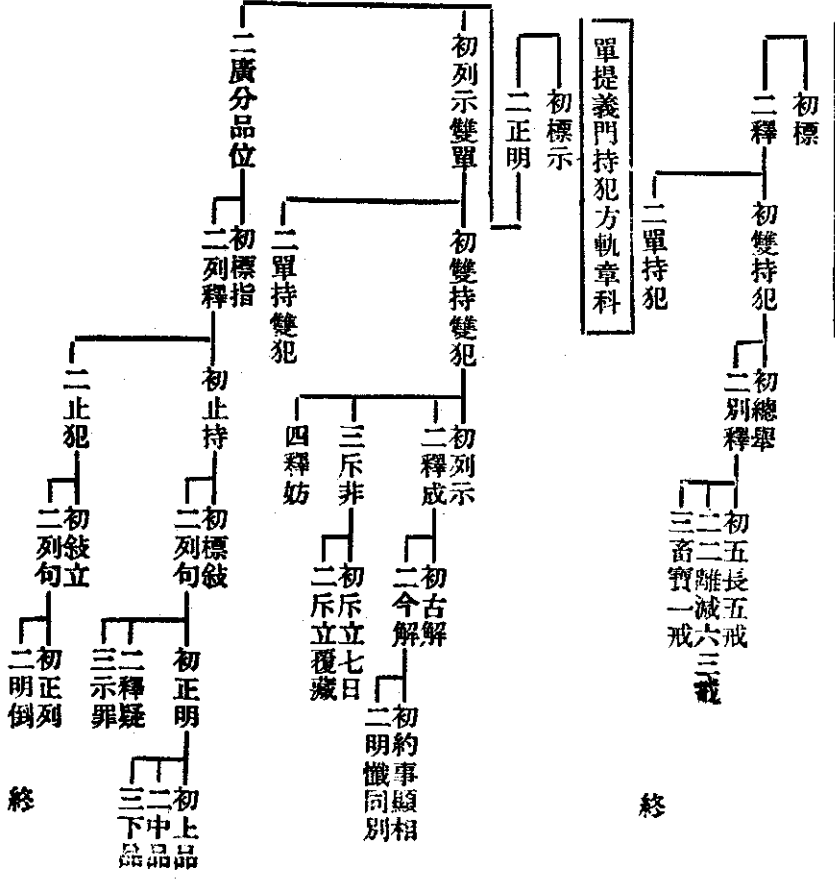 初標
二釋
初雙持犯
二單持犯
初總舉
二別釋
初五長五戒
二二離減六三戒
三畜寶一戒
終
單提義門持犯方軌章科
初標示
二正明
初列示雙單
二廣分品位
初雙持雙犯
二單持雙犯
初列示
二釋成
三斥非
四釋妨
初古解
二今解
初約事顯相
二明懺同別
初斥立七日
二斥立覆藏
初標指
二列釋
初止持
二止犯
初標敍
二列句
初正明
二釋疑
三示罪
初上品
二中品
三下品
初敍立
二列句
初正列
二明倒
終